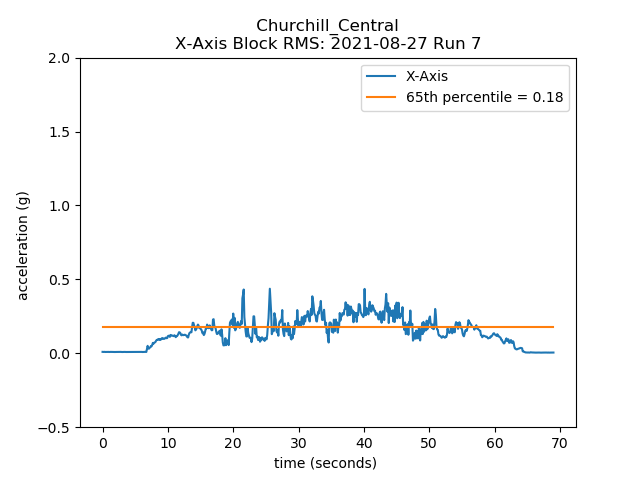 Churchill_Central
X-Axis Block RMS: 2021-08-27 Run 7
X-Axis
65th percentile = 0.18
2.0
1.5
1.0
0.5
0.0
−0.5
acceleration (g)
0 10 20 30 40 50 60 70
time (seconds)